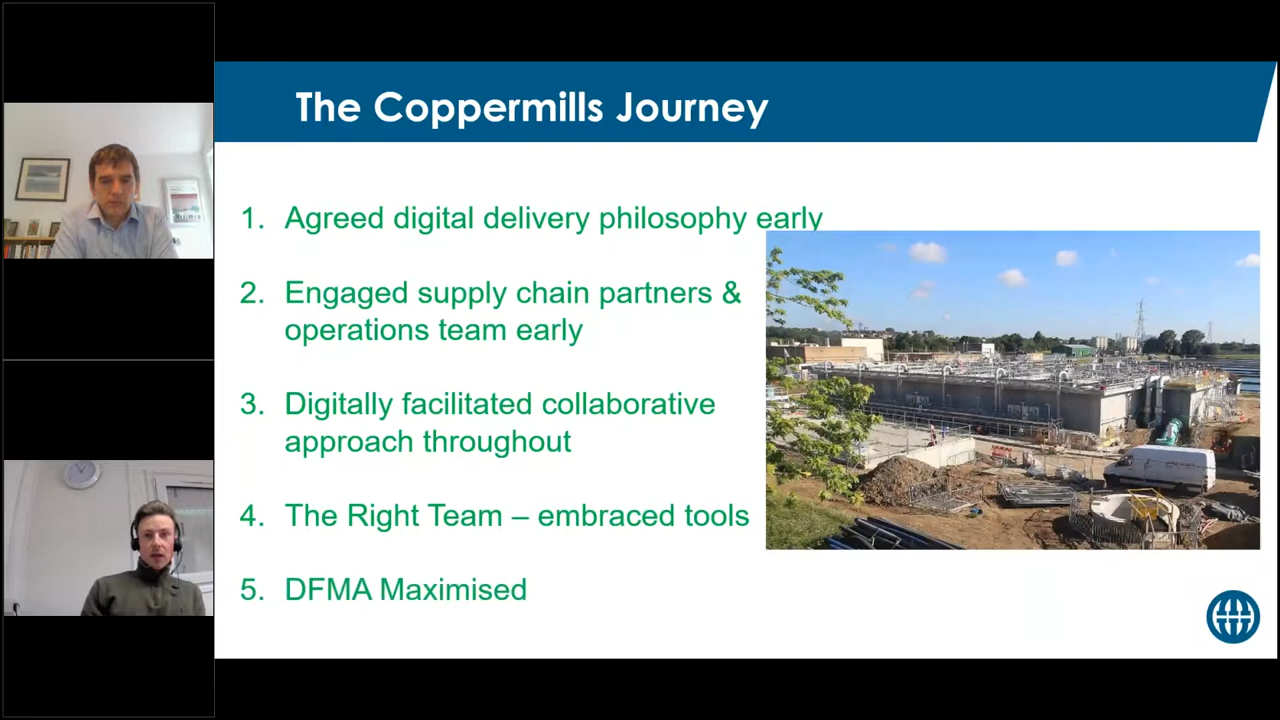 The Coppermills Journey
1. Agreed digital delivery philosophy early
2. Engaged supply chain partners &
operations team early
3. Digitally facilitated collaborative
approach throughout
4. The Right Team – embraced tools
5. DFMA Maximised